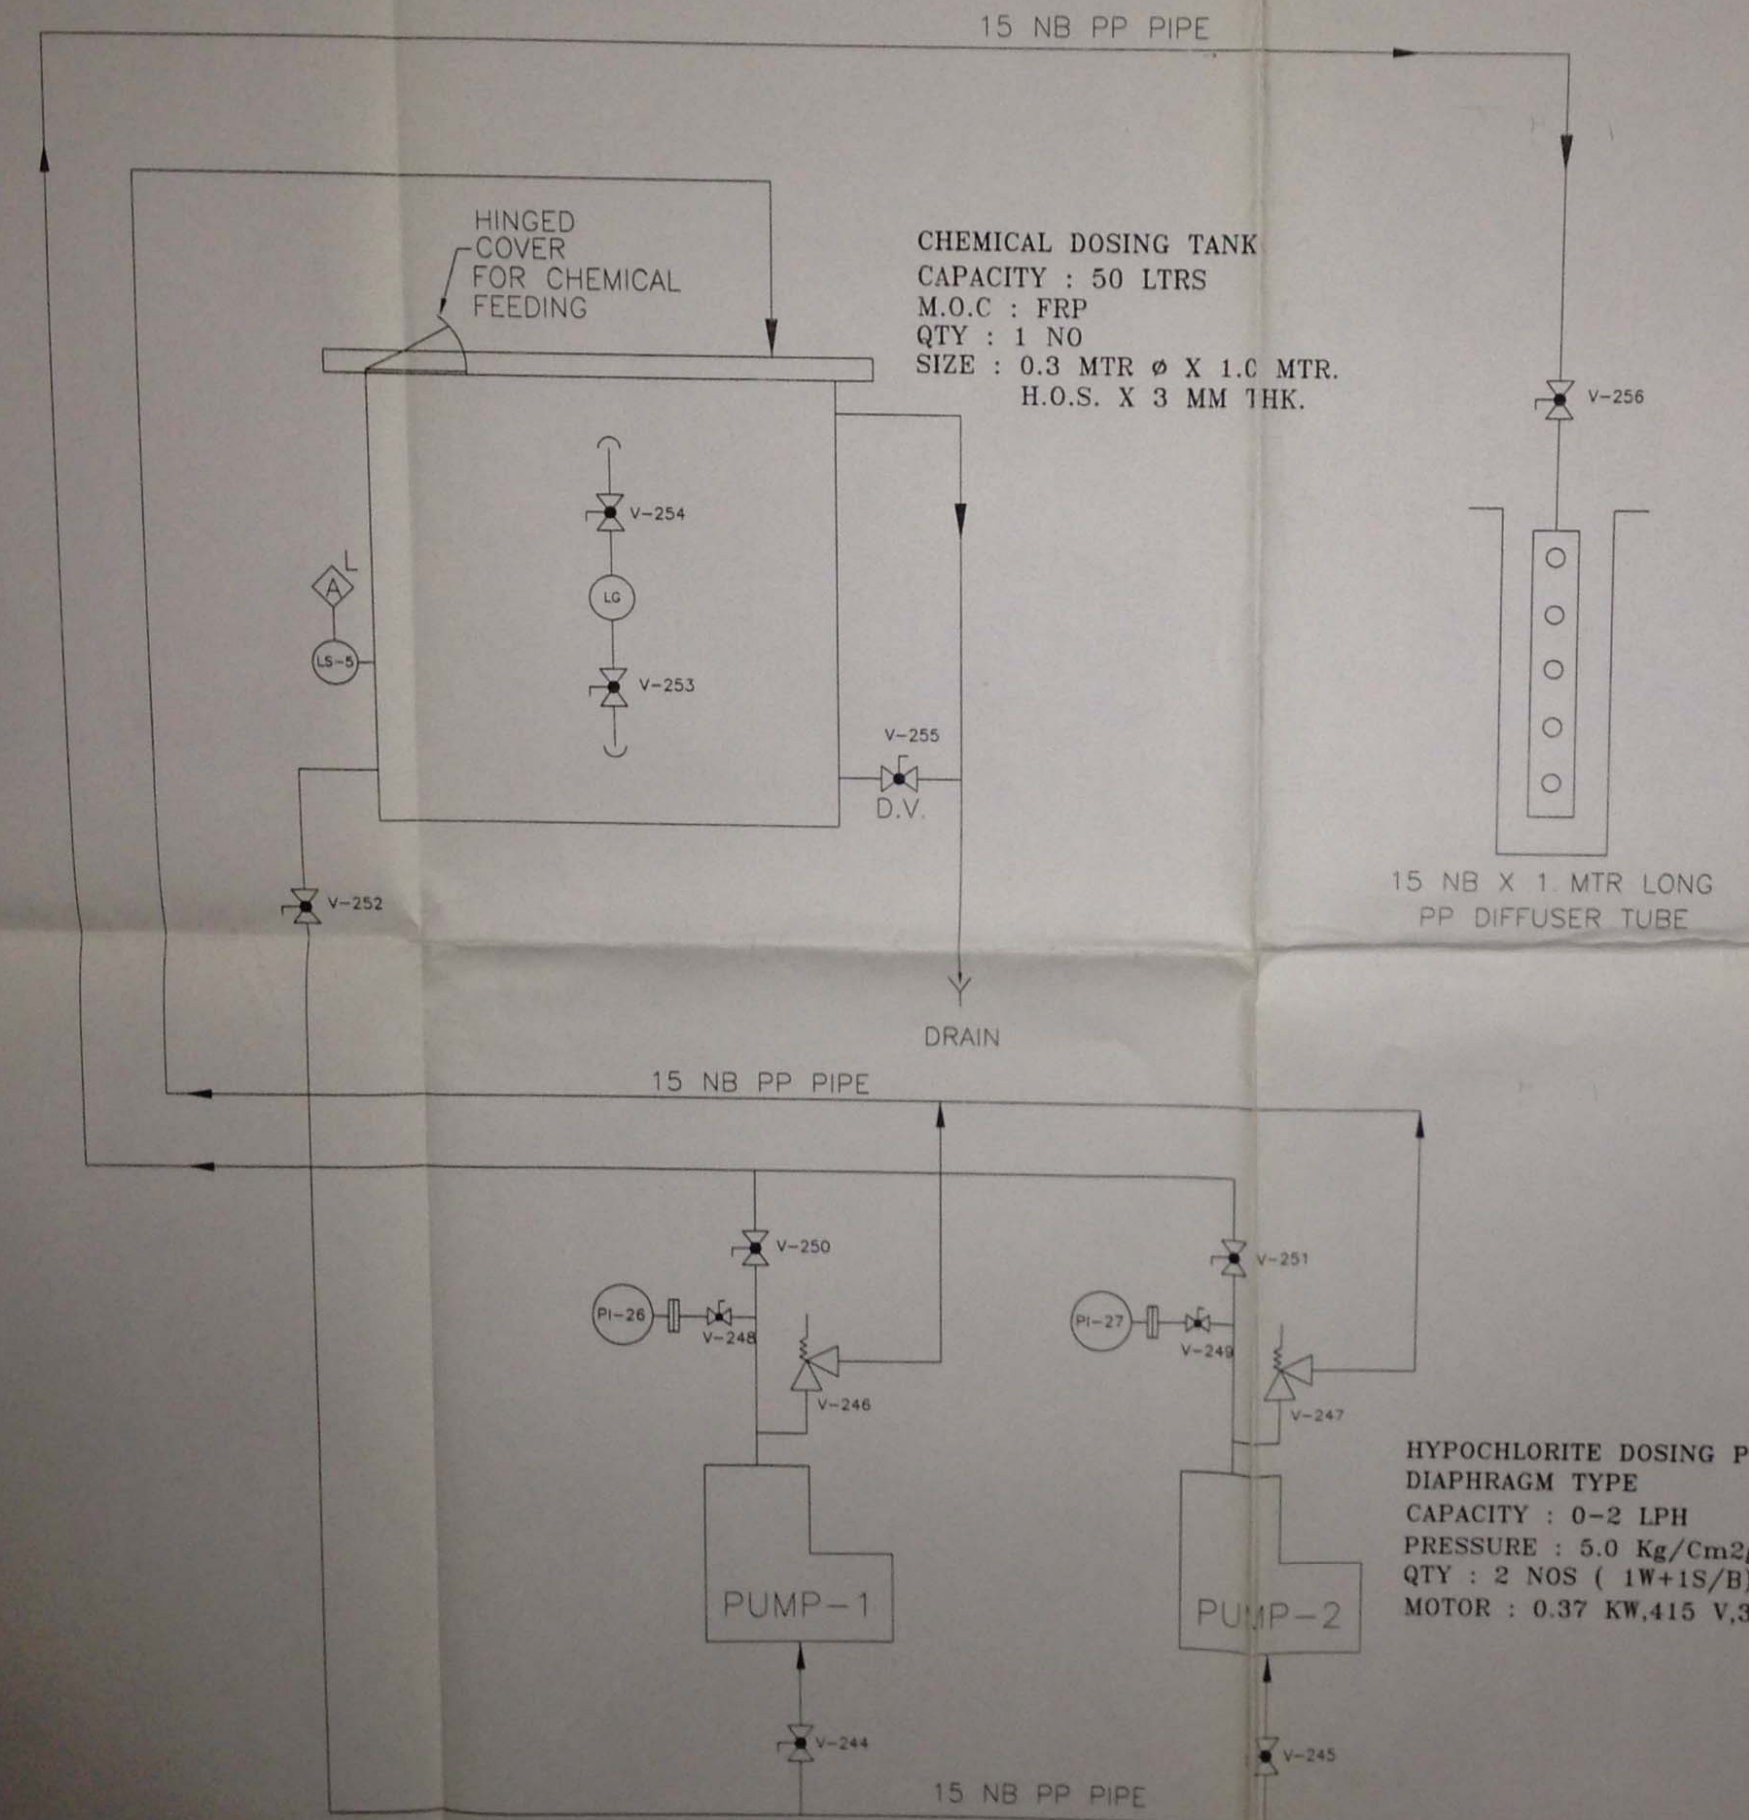 15 NB PP PIPE
HINGED
COVER
FOR CHEMICAL
FEEDING
CHEMICAL DOSING TANK
CAPACITY : 50 LTRS
M.O.C : FRP
QTY : 1 NO
SIZE : 0.3 MTR ø X 1.0 MTR.
H.O.S. X 3 MM THK.
V-256
V-254
L
A
LG
LS-5
V-253
V-255
D.V.
15 NB X 1. MTR LONG
PP DIFFUSER TUBE
V-252
DRAIN
15 NB PP PIPE
V-250
V-251
PI-26
V-248
PI-27
V-249
V-246
V-247
HYPOCHLORITE DOSING P
DIAPHRAGM TYPE
CAPACITY : 0-2 LPH
PRESSURE : 5.0 Kg/Cm2
QTY : 2 NOS ( 1W+1S/B)
MOTOR : 0.37 KW,415 V,3
PUMP-1
PUMP-2
V-244
V-245
15 NB PP PIPE